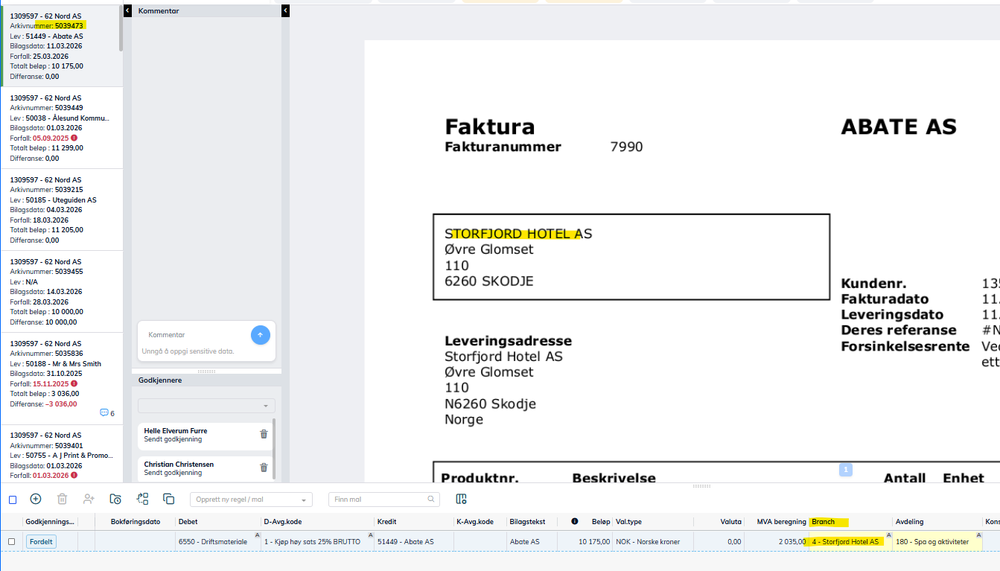 1309597 - 62 Nord AS
Arkivnummer: 5039473
Lev : 51449 - Abate AS
Bilagsdato: 11.03.2026
Forfall: 25.03.2026
Totalt beløp : 10 175,00
Differanse: 0,00
1309597 - 62 Nord AS
Arkivnummer: 5039449
Lev : 50038 - Ålesund Kommu...
Bilagsdato: 01.03.2026
Forfall: 05.09.2025
Totalt beløp : 11 299,00
Differanse: 0,00
1309597 - 62 Nord AS
Arkivnummer: 5039215
Lev : 50185 - Uteguiden AS
Bilagsdato: 04.03.2026
Forfall: 18.03.2026
Totalt beløp : 11 205,00
Differanse: 0,00
1309597 - 62 Nord AS
Arkivnummer: 5039455
Lev : N/A
Bilagsdato: 14.03.2026
Forfall: 28.03.2026
Totalt beløp : 10 000,00
Differanse: 10 000,00
1309597 - 62 Nord AS
Arkivnummer: 5035836
Lev : 50188 - Mr & Mrs Smith
Bilagsdato: 31.10.2025
Forfall: 15.11.2025
Totalt beløp : 3 036,00
Differanse: −3 036,00
6
1309597 - 62 Nord AS
Arkivnummer: 5039401
Lev : 50755 - A J Print & Promo...
Bilagsdato: 01.03.2026
Forfall: 01.03.2026
Kommentar
Kommentar
Unngå å oppgi sensitive data.
Godkjennere
Helle Elverum Furre
Sendt godkjenning
Christian Christensen
Sendt godkjenning
Faktura
Fakturanummer 7990
ABATE AS
STORFJORD HOTEL AS
Øvre Glomset
110
6260 SKODJE
Kundenr. 135
Fakturadato 11.
Leveringsdato 11.
Deres referanse #N
Forsinkelsesrente Ved
ett
Leveringsadresse
Storfjord Hotel AS
Øvre Glomset
110
N6260 Skodje
Norge
1
Produktnr. Beskrivelse Antall Enhet
Opprett ny regel / mal
Finn mal
Godkjennings... Bokføringsdato Debet D-Avg.kode Kredit K-Avg.kode Bilagstekst Beløp Val.type Valuta MVA beregning Branch Avdeling Kons
Fordelt 6550 - Driftsmateriale A 1 - Kjøp høy sats 25% BRUTTO A 51449 - Abate AS Abate AS 10 175,00 NOK - Norske kroner 0,00 2 035,00 4 - Storfjord Hotel AS A 180 - Spa og aktiviteter A